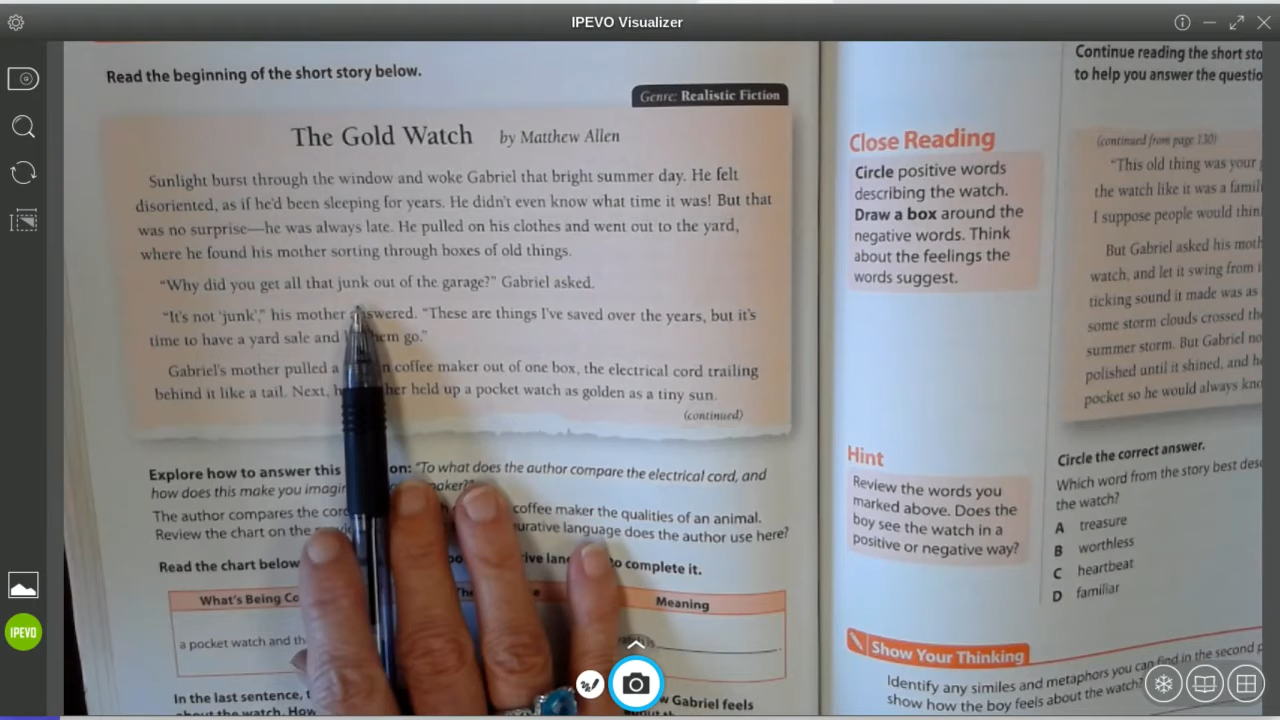 IPEVO Visualizer
Read the beginning of the short story below.
Genre: Realistic Fiction
The Gold Watch by Matthew Allen
Sunlight burst through the window and woke Gabriel that bright summer day. He felt
disoriented, as if he'd been sleeping for years. He didn't even know what time it was! But that
was no surprise—he was always late. He pulled on his clothes and went out to the yard,
where he found his mother sorting through boxes of old things.
"Why did you get all that junk out of the garage?" Gabriel asked.
"It's not 'junk'," his mother answered. "These are things I've saved over the years, but it's
time to have a yard sale and them go."
Gabriel's mother pulled a coffee maker out of one box, the electrical cord trailing
behind it like a tail. Next, held up a pocket watch as golden as a tiny sun.
(continued)
Explore how to answer this "To what does the author compare the electrical cord, and
how does this make you
The author compares the coffee maker the qualities of an animal.
Review the chart on the language does the author use here?
Read the chart below to complete it.
What's Being Meaning
a pocket watch and
In the last sentence, Gabriel feels
about the watch. How
Close Reading
Circle positive words
describing the watch.
Draw a box around the
negative words. Think
about the feelings the
words suggest.
Hint
Review the words you
marked above. Does the
boy see the watch in a
positive or negative way?
Continue reading the short
to help you answer the
(continued from page 130)
"This old thing was your
the watch like it was a
I suppose people would
But Gabriel asked his
watch, and let it swing from
ticking sound it made was as
some storm clouds crossed
summer storm. But Gabriel
polished until it shined, and
pocket so he would always
Circle the correct answer.
Which word from the story best
the watch?
A treasure
B worthless
C heartbeat
D familiar
Show Your Thinking
Identify any similes and metaphors you can find in the second
show how the boy feels about the watch?
IPEVO